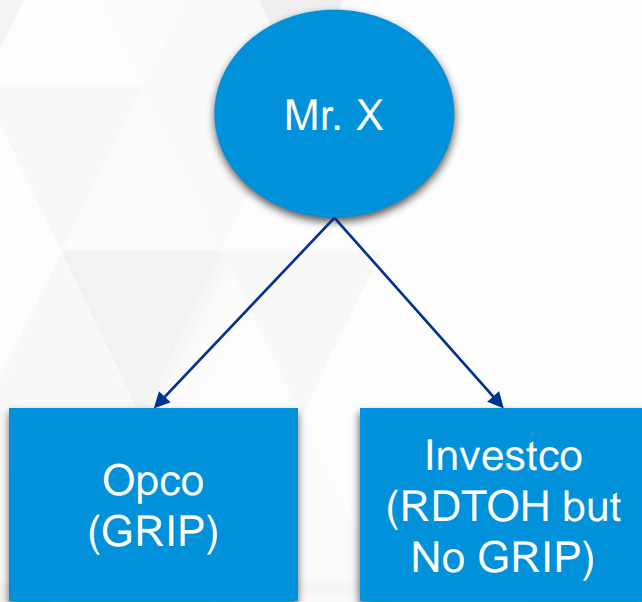 Mr. X
Opco
(GRIP)
Investco
(RDTOH but
No GRIP)